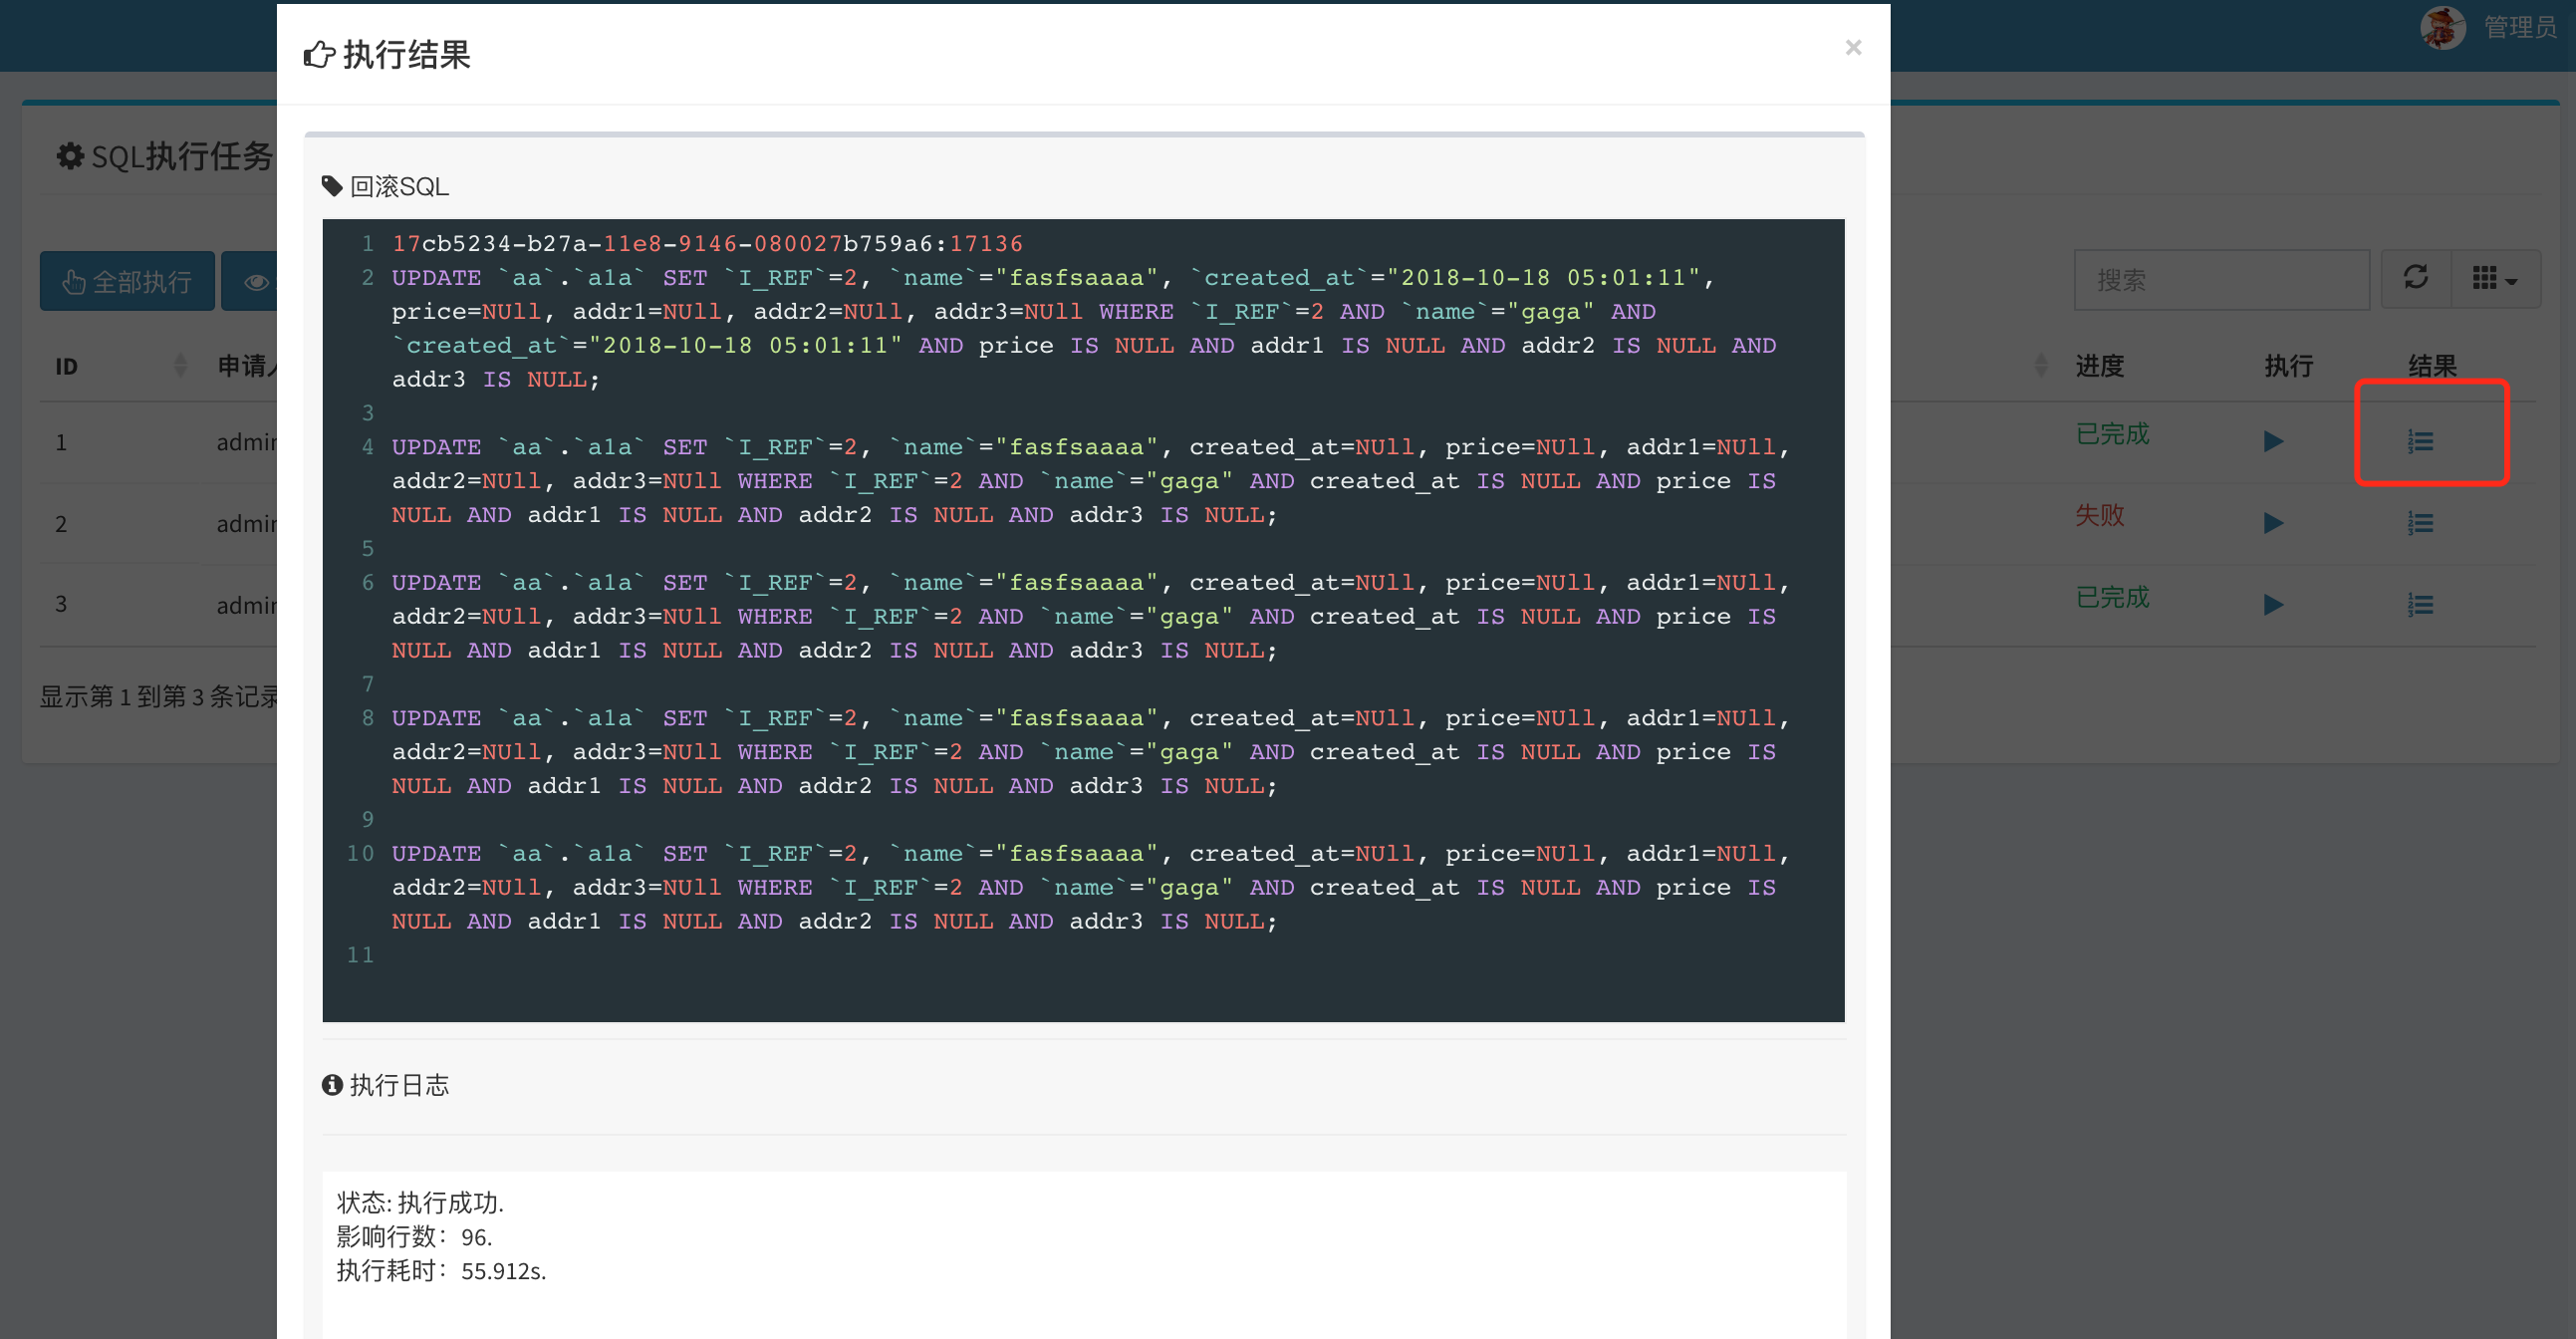 管理员
执行结果
×
SQL执行任务
全部执行
搜索
ID
进度
执行
结果
1
已完成
2
失败
3
已完成
显示第 1 到第 3 条记录
回滚SQL
1 17cb5234-b27a-11e8-9146-080027b759a6:17136
2 UPDATE `aa`.`a1a` SET `I_REF`=2, `name`="fasfsaaaa", `created_at`="2018-10-18 05:01:11",
price=NUll, addr1=NUll, addr2=NUll, addr3=NUll WHERE `I_REF`=2 AND `name`="gaga" AND
`created_at`="2018-10-18 05:01:11" AND price IS NULL AND addr1 IS NULL AND addr2 IS NULL AND
addr3 IS NULL;
3
4 UPDATE `aa`.`a1a` SET `I_REF`=2, `name`="fasfsaaaa", created_at=NUll, price=NUll, addr1=NUll,
addr2=NUll, addr3=NUll WHERE `I_REF`=2 AND `name`="gaga" AND created_at IS NULL AND price IS
NULL AND addr1 IS NULL AND addr2 IS NULL AND addr3 IS NULL;
5
6 UPDATE `aa`.`a1a` SET `I_REF`=2, `name`="fasfsaaaa", created_at=NUll, price=NUll, addr1=NUll,
addr2=NUll, addr3=NUll WHERE `I_REF`=2 AND `name`="gaga" AND created_at IS NULL AND price IS
NULL AND addr1 IS NULL AND addr2 IS NULL AND addr3 IS NULL;
7
8 UPDATE `aa`.`a1a` SET `I_REF`=2, `name`="fasfsaaaa", created_at=NUll, price=NUll, addr1=NUll,
addr2=NUll, addr3=NUll WHERE `I_REF`=2 AND `name`="gaga" AND created_at IS NULL AND price IS
NULL AND addr1 IS NULL AND addr2 IS NULL AND addr3 IS NULL;
9
10 UPDATE `aa`.`a1a` SET `I_REF`=2, `name`="fasfsaaaa", created_at=NUll, price=NUll, addr1=NUll,
addr2=NUll, addr3=NUll WHERE `I_REF`=2 AND `name`="gaga" AND created_at IS NULL AND price IS
NULL AND addr1 IS NULL AND addr2 IS NULL AND addr3 IS NULL;
11
执行日志
状态: 执行成功.
影响行数：96.
执行耗时：55.912s.